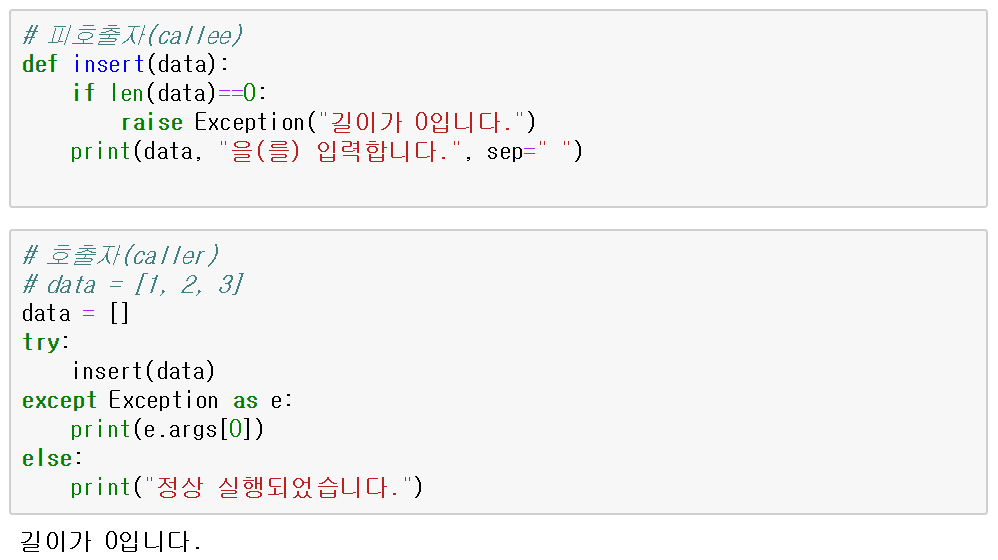 # 피호출자(callee)
def insert(data):
    if len(data)==0:
        raise Exception("길이가 0입니다.")
    print(data, "을(를) 입력합니다.", sep=" ")
# 호출자(caller)
# data = [1, 2, 3]
data = []
try:
    insert(data)
except Exception as e:
    print(e.args[0])
else:
    print("정상 실행되었습니다.")
길이가 0입니다.